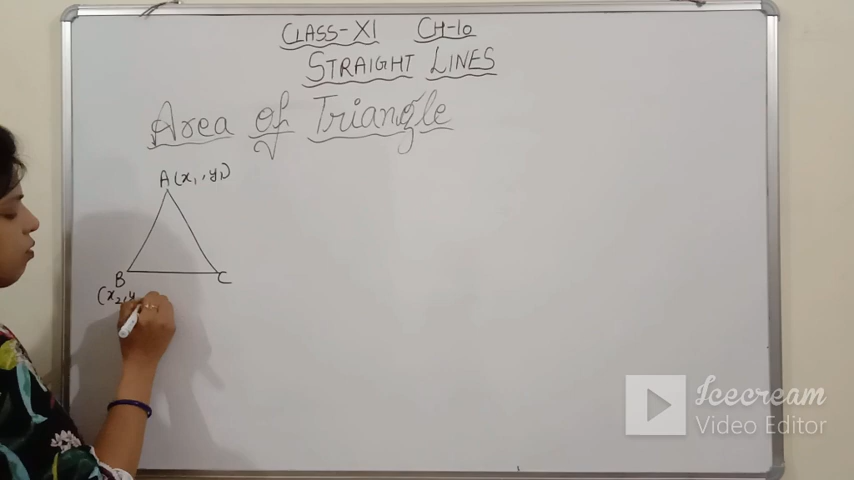 CLASS-XI CH-10
STRAIGHT LINES
Area of Triangle
A(x₁, y₁)
B C
(x₂, y
Icecream
Video Editor